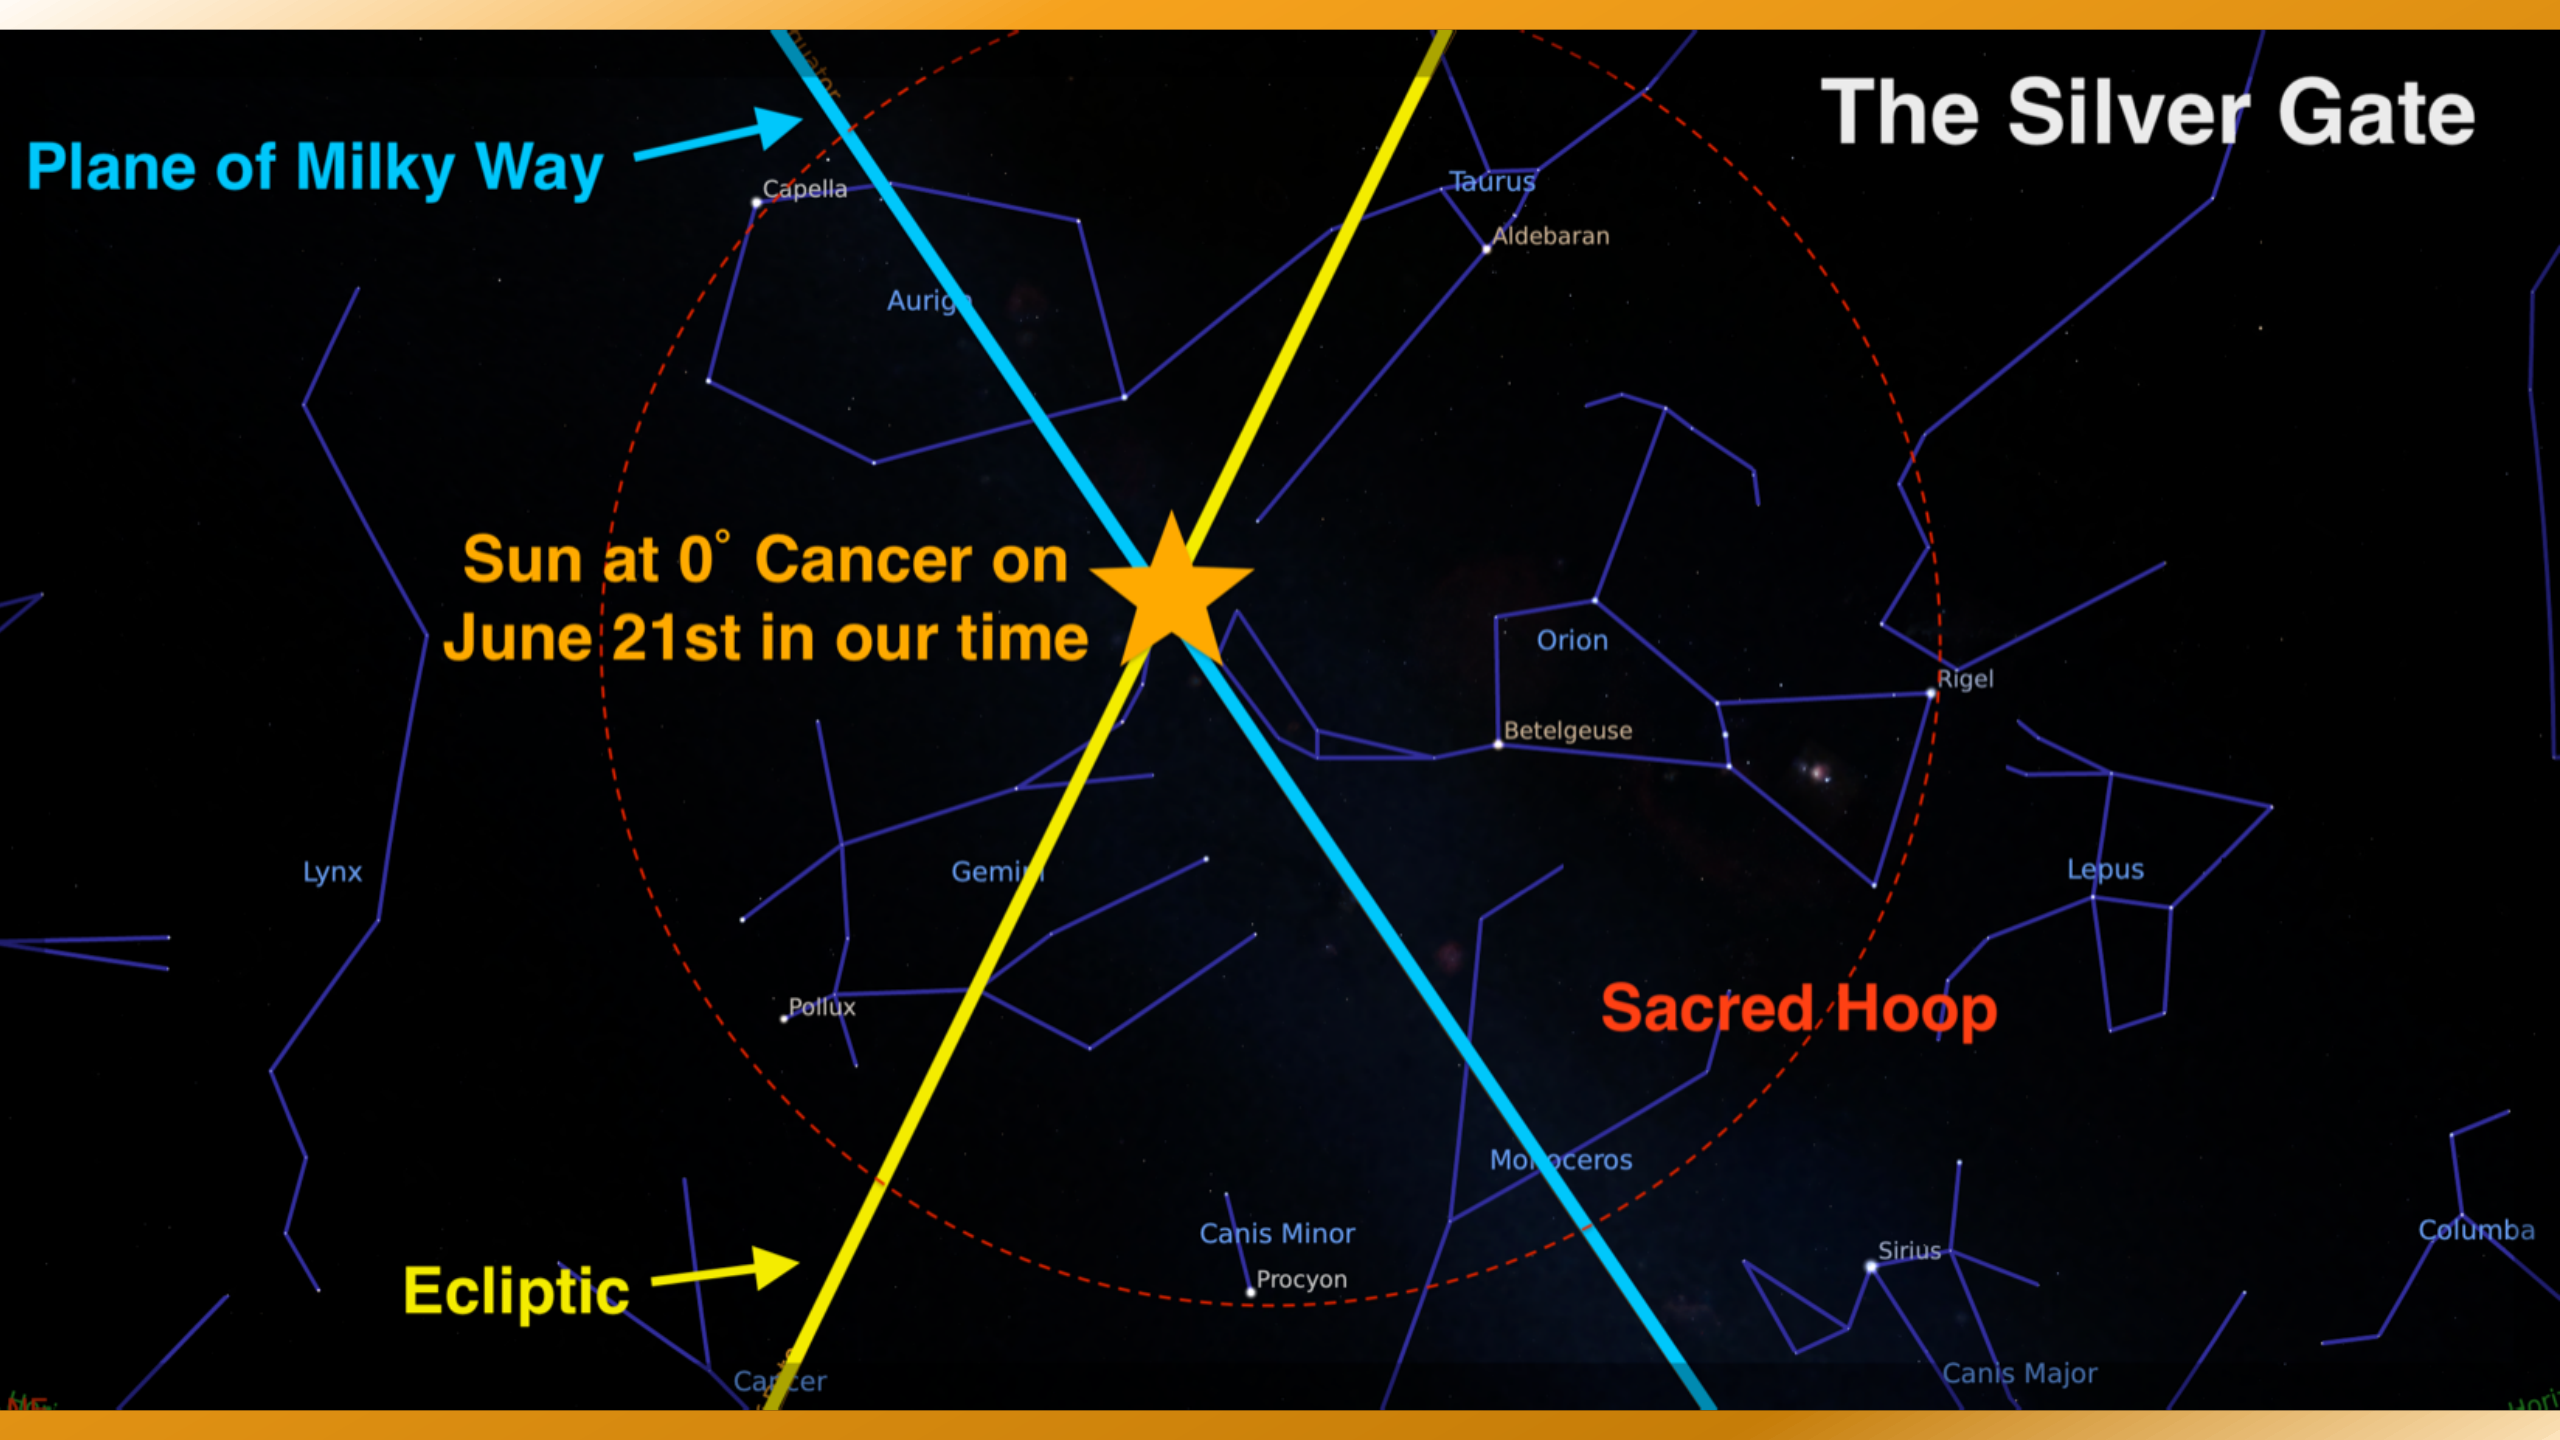 The Silver Gate
Plane of Milky Way
Capella
Taurus
Aldebaran
Auriga
Sun at 0˚ Cancer on
June 21st in our time
Orion
Rigel
Betelgeuse
Lynx
Gemini
Lepus
Pollux
Sacred Hoop
Monoceros
Canis Minor
Columba
Sirius
Procyon
Ecliptic
Canis Major
Cancer